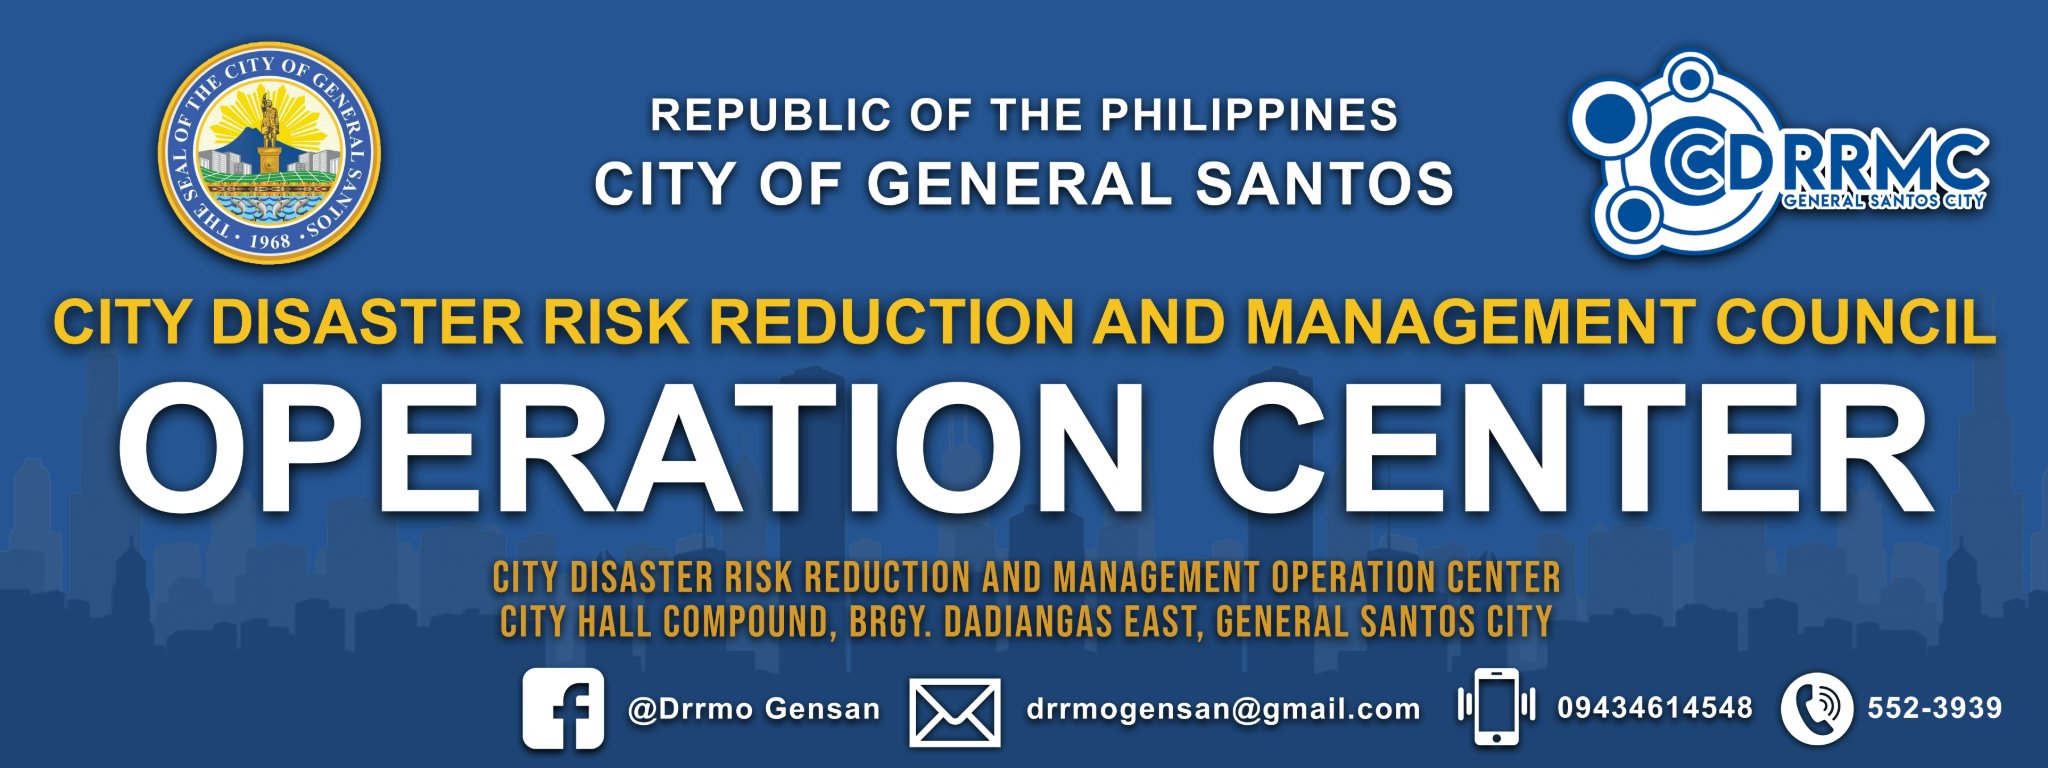 THE SEAL OF THE CITY OF GENERAL SANTOS
1968
REPUBLIC OF THE PHILIPPINES
CITY OF GENERAL SANTOS
CDRRMC
GENERAL SANTOS CITY
CITY DISASTER RISK REDUCTION AND MANAGEMENT COUNCIL
OPERATION CENTER
CITY DISASTER RISK REDUCTION AND MANAGEMENT OPERATION CENTER
CITY HALL COMPOUND, BRGY. DADIANGAS EAST, GENERAL SANTOS CITY
@Drrmo Gensan drrmogensan@gmail.com 09434614548 552-3939